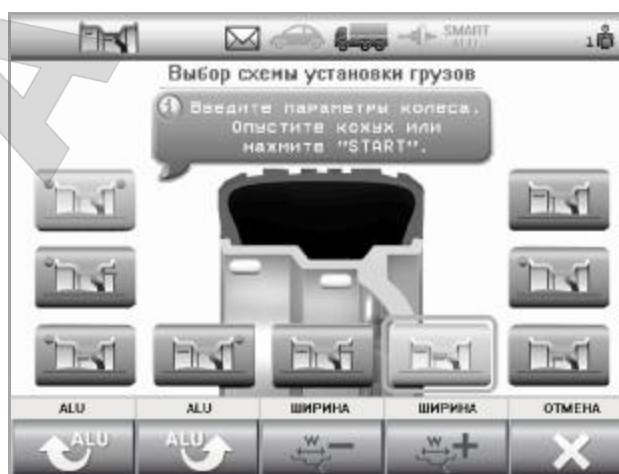 SMART
ALU
1
Выбор схемы установки грузов
i Введите параметры колеса.
Опустите кожух или
нажмите "START".
ALU ALU ШИРИНА ШИРИНА ОТМЕНА
ALU ALU W W